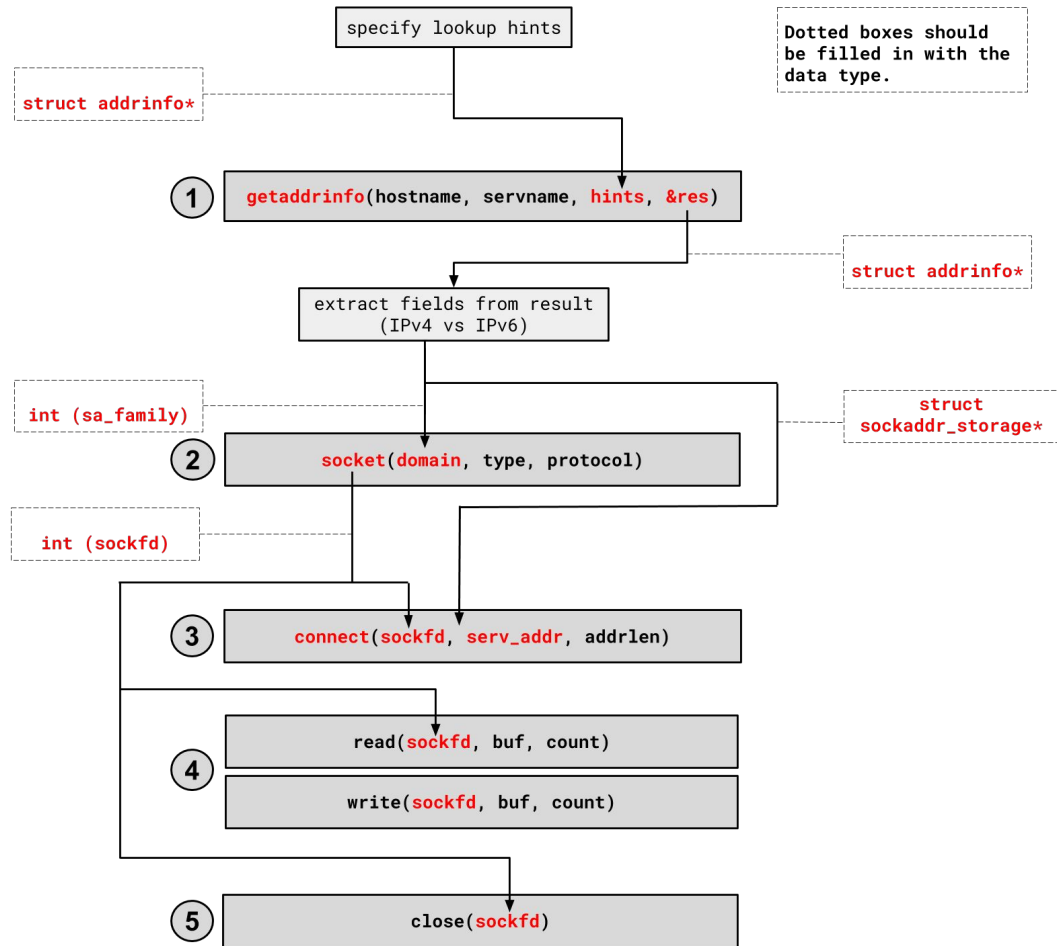 specify lookup hints
Dotted boxes should
be filled in with the
data type.
struct addrinfo*
1
getaddrinfo(hostname, servname, hints, &res)
struct addrinfo*
extract fields from result
(IPv4 vs IPv6)
int (sa_family)
struct
sockaddr_storage*
2
socket(domain, type, protocol)
int (sockfd)
3
connect(sockfd, serv_addr, addrlen)
read(sockfd, buf, count)
4
write(sockfd, buf, count)
5
close(sockfd)